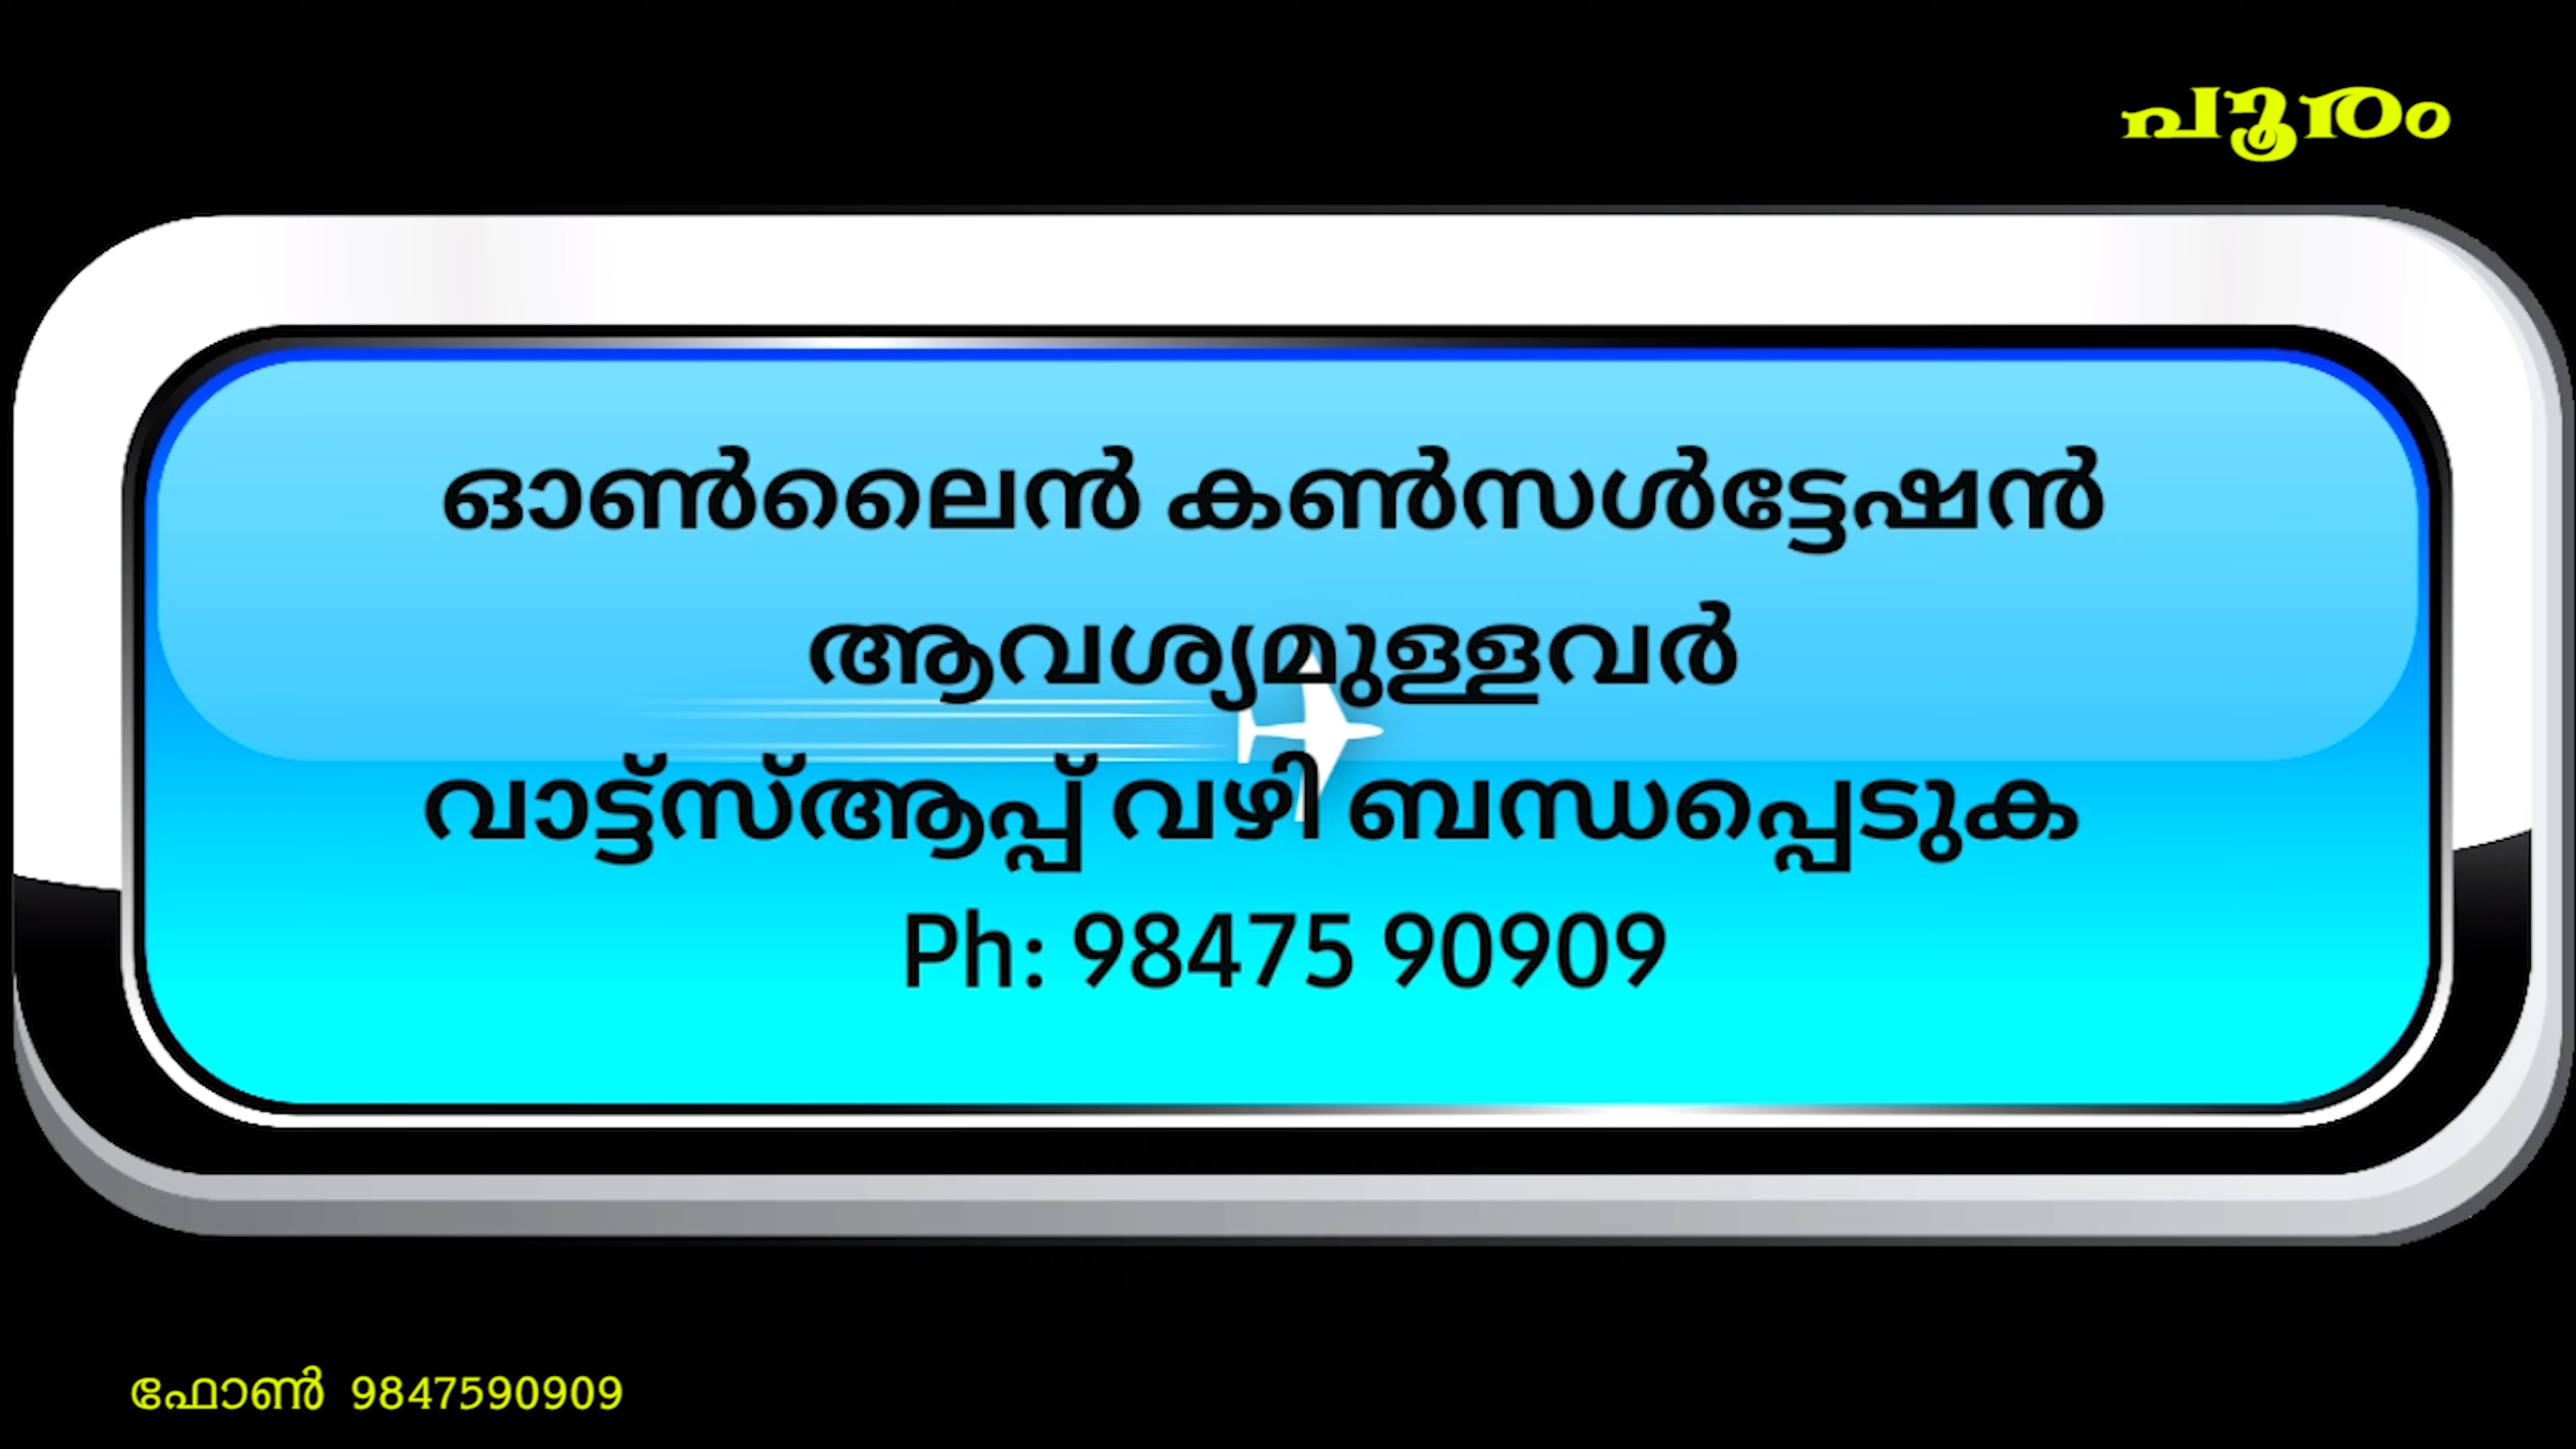 പൂരം
ഓൺലൈൻ കൺസൾട്ടേഷൻ
ആവശ്യമുള്ളവർ
വാട്ട്സ്ആപ്പ് വഴി ബന്ധപ്പെടുക
Ph: 98475 90909
ഫോൺ 9847590909